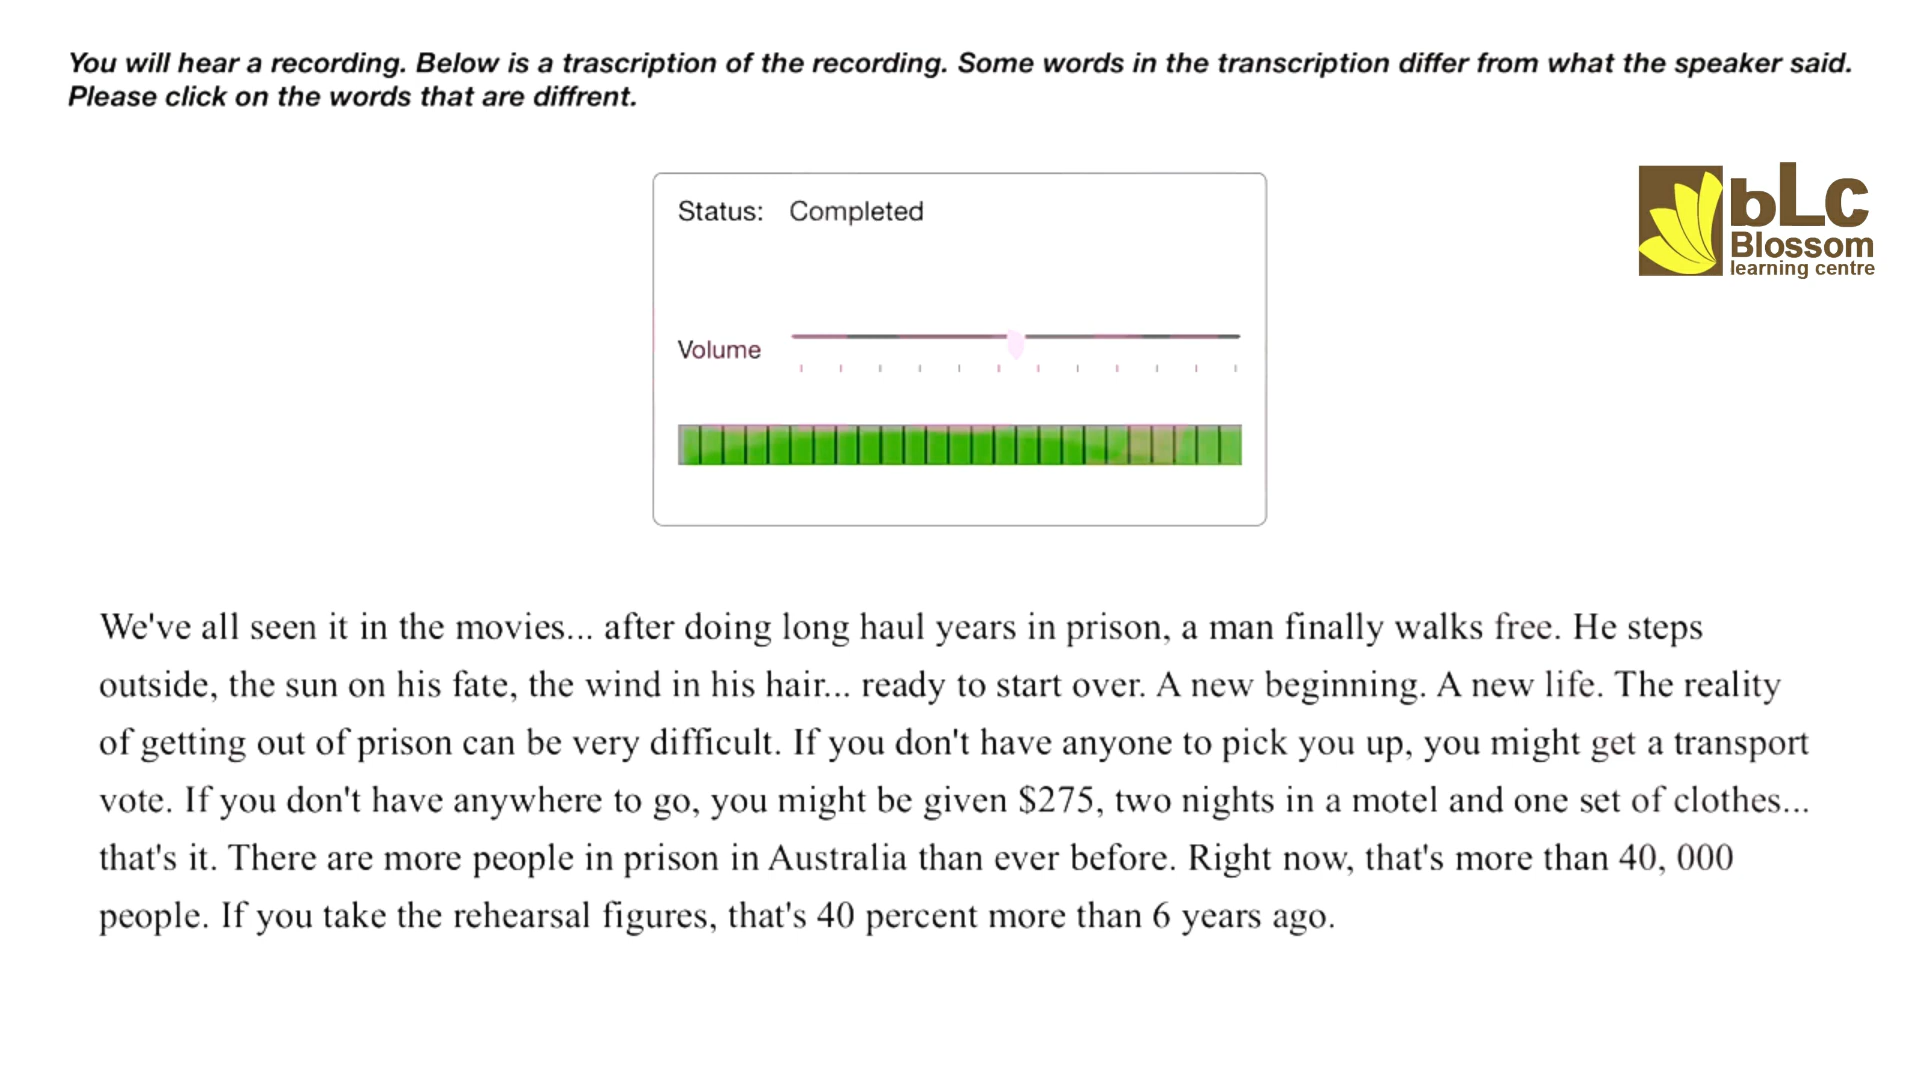 You will hear a recording. Below is a trascription of the recording. Some words in the transcription differ from what the speaker said.
Please click on the words that are diffrent.
Status: Completed
bLc
Blossom
learning centre
Volume
We've all seen it in the movies... after doing long haul years in prison, a man finally walks free. He steps
outside, the sun on his fate, the wind in his hair... ready to start over. A new beginning. A new life. The reality
of getting out of prison can be very difficult. If you don't have anyone to pick you up, you might get a transport
vote. If you don't have anywhere to go, you might be given $275, two nights in a motel and one set of clothes...
that's it. There are more people in prison in Australia than ever before. Right now, that's more than 40, 000
people. If you take the rehearsal figures, that's 40 percent more than 6 years ago.